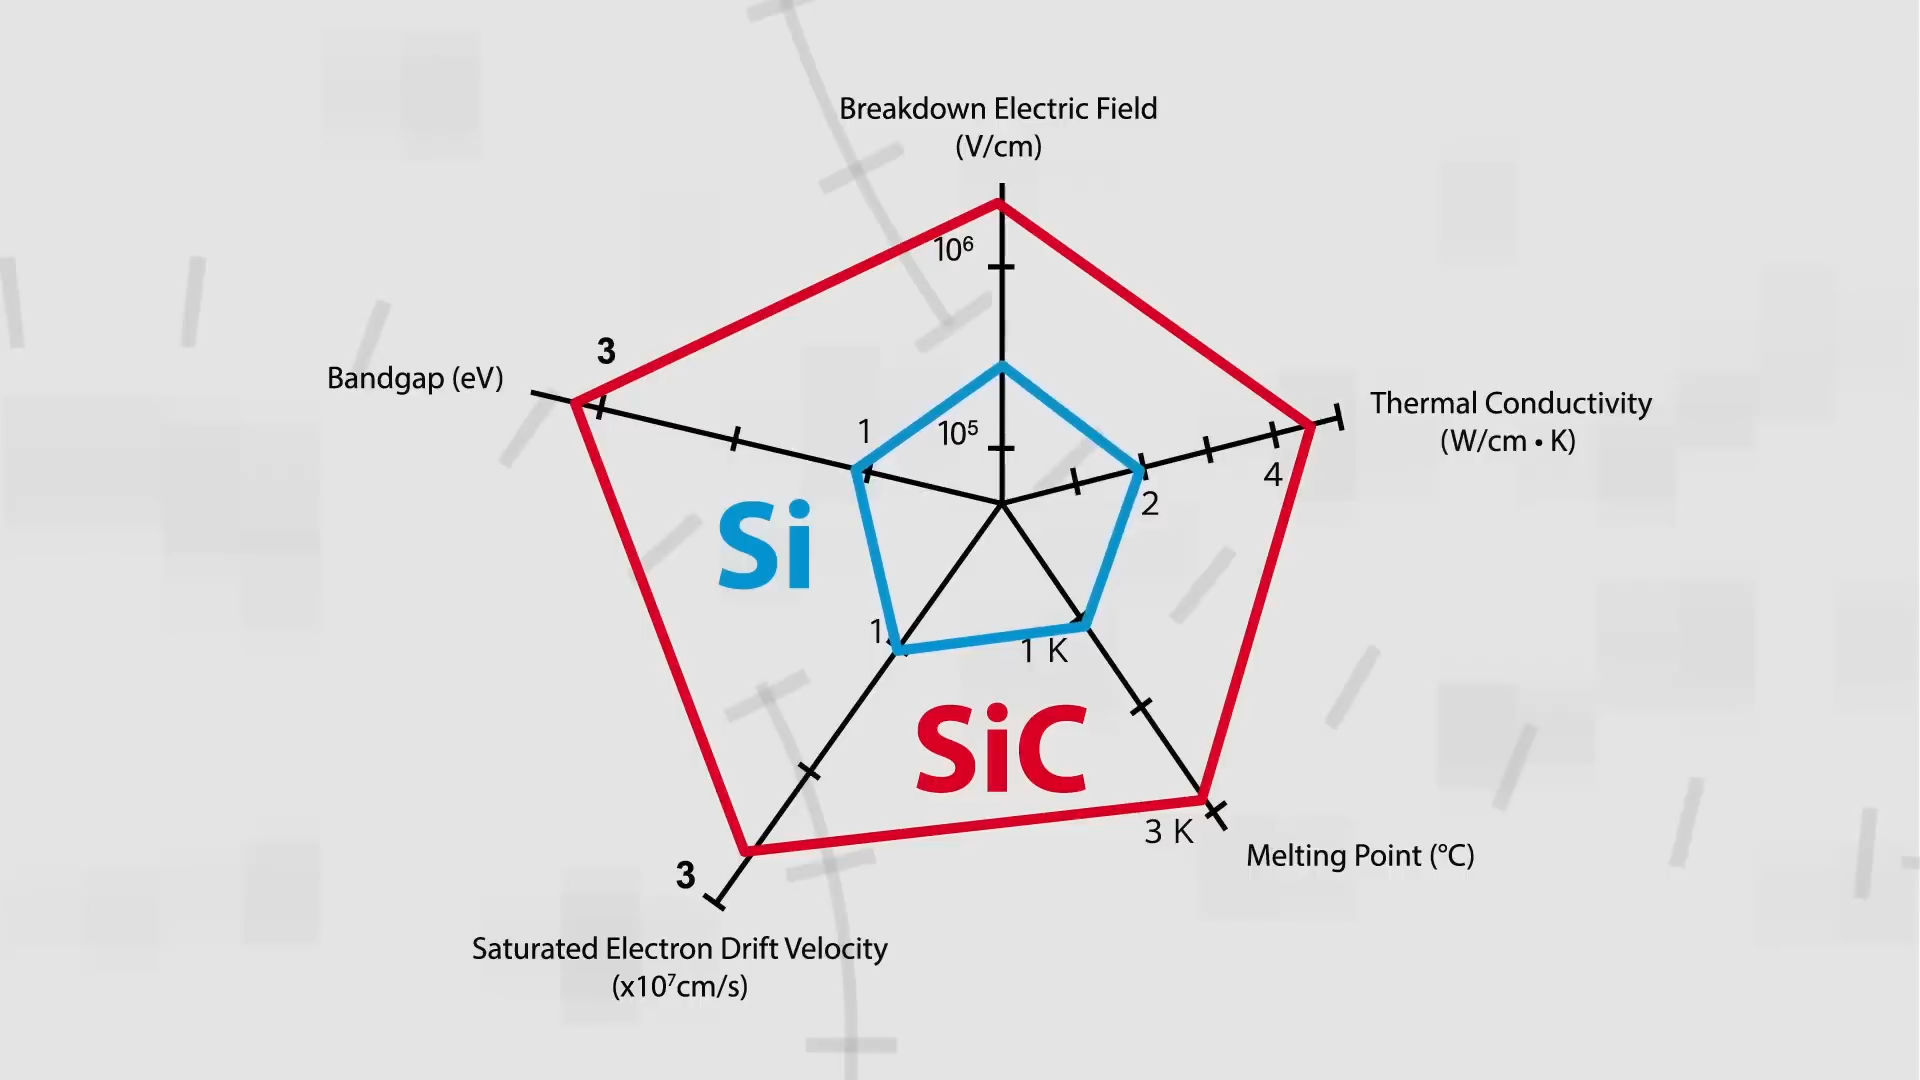 Breakdown Electric Field
(V/cm)
10⁶
3
Bandgap (eV)
Thermal Conductivity
(W/cm • K)
1
10⁵
4
2
Si
1
1 K
SiC
3 K
Melting Point (°C)
3
Saturated Electron Drift Velocity
(x10⁷cm/s)